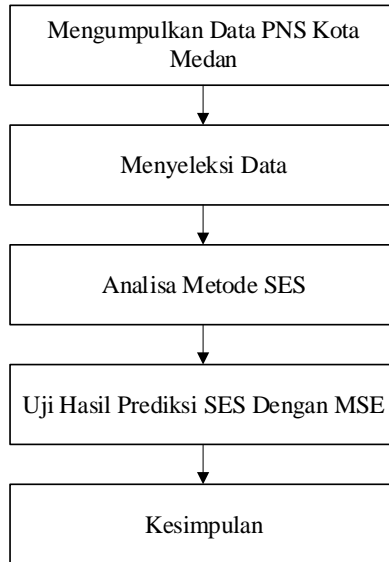 Mengumpulkan Data PNS Kota
Medan
Menyeleksi Data
Analisa Metode SES
Uji Hasil Prediksi SES Dengan MSE
Kesimpulan